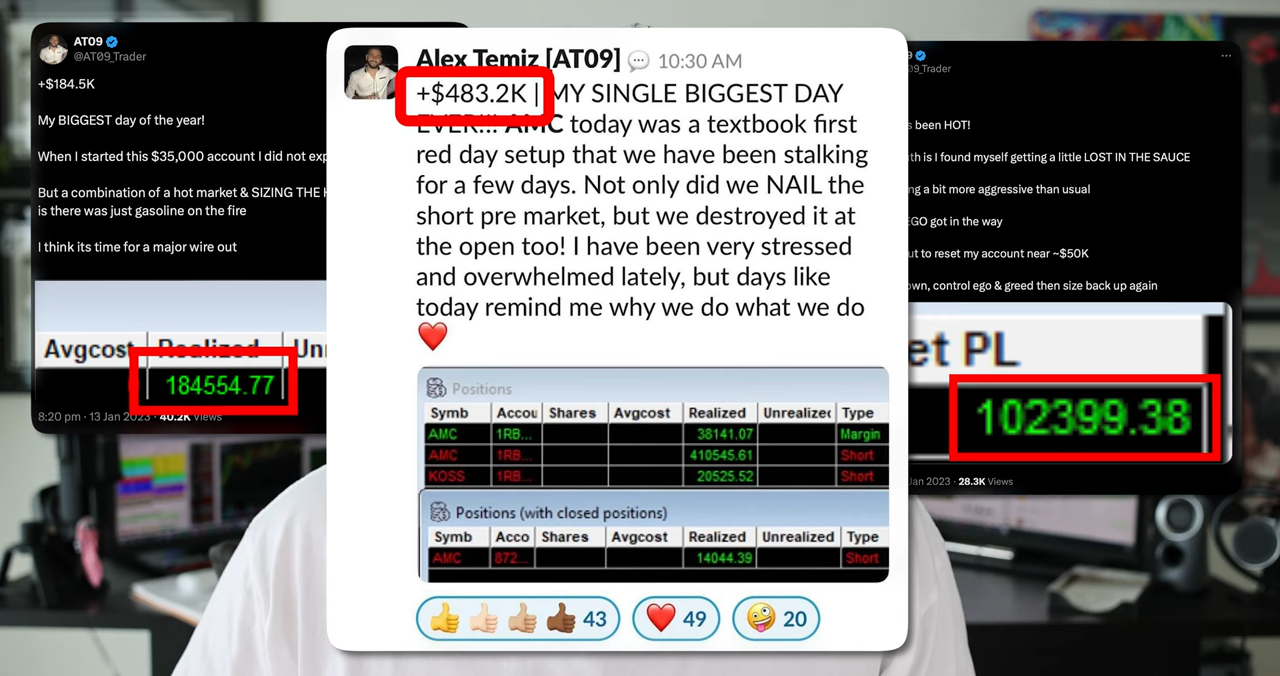 AT09
@AT09_Trader
+$184.5K
My BIGGEST day of the year!
When I started this $35,000 account I did not
But a combination of a hot market & SIZING THE
is there was just gasoline on the fire
I think its time for a major wire out
Avgcost Realized
184554.77
8:20 pm · 13 Jan 2023 · 40.2K Views
Alex Temiz [AT09] 10:30 AM
+$483.2K | MY SINGLE BIGGEST DAY
EVER!!! AMC today was a textbook first
red day setup that we have been stalking
for a few days. Not only did we NAIL the
short pre market, but we destroyed it at
the open too! I have been very stressed
and overwhelmed lately, but days like
today remind me why we do what we do
❤️
Positions
Symb Accou Shares Avgcost Realized Unrealize Type
AMC 1RB... 38141.07 Margin
AMC 1RB... 410545.61 Short
KOSS 1RB... 20525.52 Short
Positions (with closed positions)
Symb Acco Shares Avgcost Realized Unrealized Type
AMC 872... 14044.39 Short
👍👍🏻👍🏽👍🏾 43 ❤️ 49 🤪 20
9_Trader
been HOT!
is I found myself getting a little LOST IN THE SAUCE
a bit more aggressive than usual
got in the way
to reset my account near ~$50K
control ego & greed then size back up again
PL
102399.38
Jan 2023 · 28.3K Views